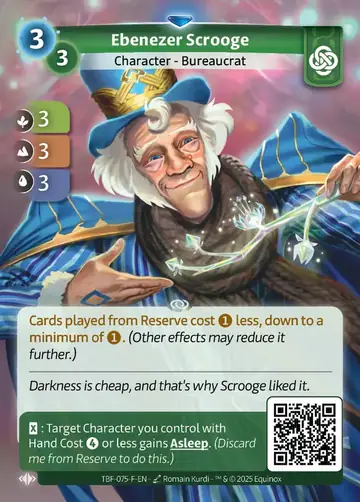 3
3
Ebenezer Scrooge
Character - Bureaucrat
3
3
3
Cards played from Reserve cost 1 less, down to a
minimum of 1. (Other effects may reduce it
further.)
Darkness is cheap, and that's why Scrooge liked it.
X : Target Character you control with
Hand Cost 4 or less gains Asleep. (Discard
me from Reserve to do this.)
TBF-075-F-EN - Romain Kurdi - ™ & © 2025 Equinox